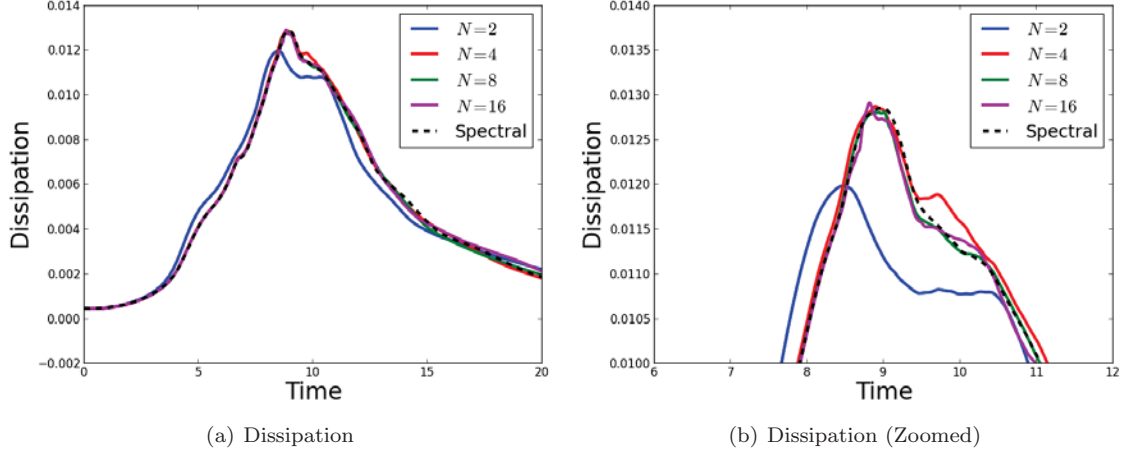 0.014
0.012
0.010
0.008
0.006
0.004
0.002
0.000
−0.002
Dissipation
0 5 10 15 20
Time
N=2
N=4
N=8
N=16
Spectral
(a) Dissipation
0.0140
0.0135
0.0130
0.0125
0.0120
0.0115
0.0110
0.0105
0.0100
Dissipation
6 7 8 9 10 11 12
Time
N=2
N=4
N=8
N=16
Spectral
(b) Dissipation (Zoomed)